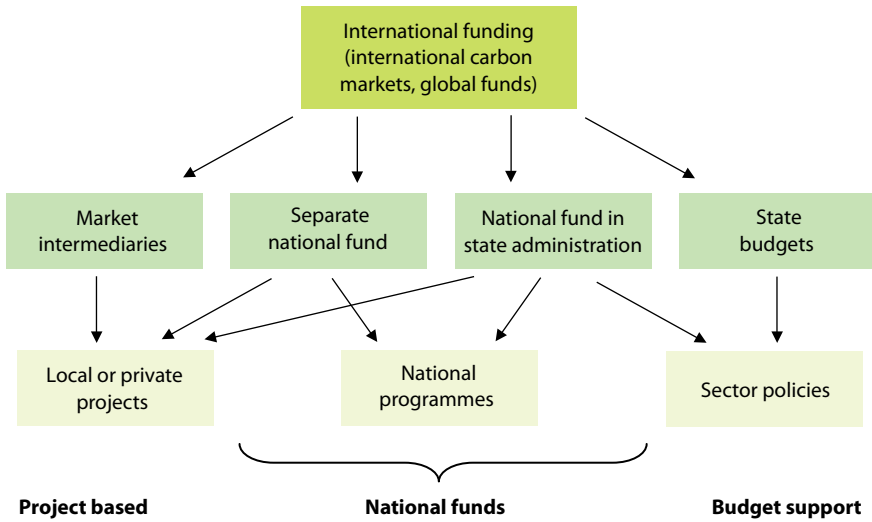 International funding
(international carbon
markets, global funds)
Market
intermediaries
Separate
national fund
National fund in
state administration
State
budgets
Local or private
projects
National
programmes
Sector policies
Project based
National funds
Budget support